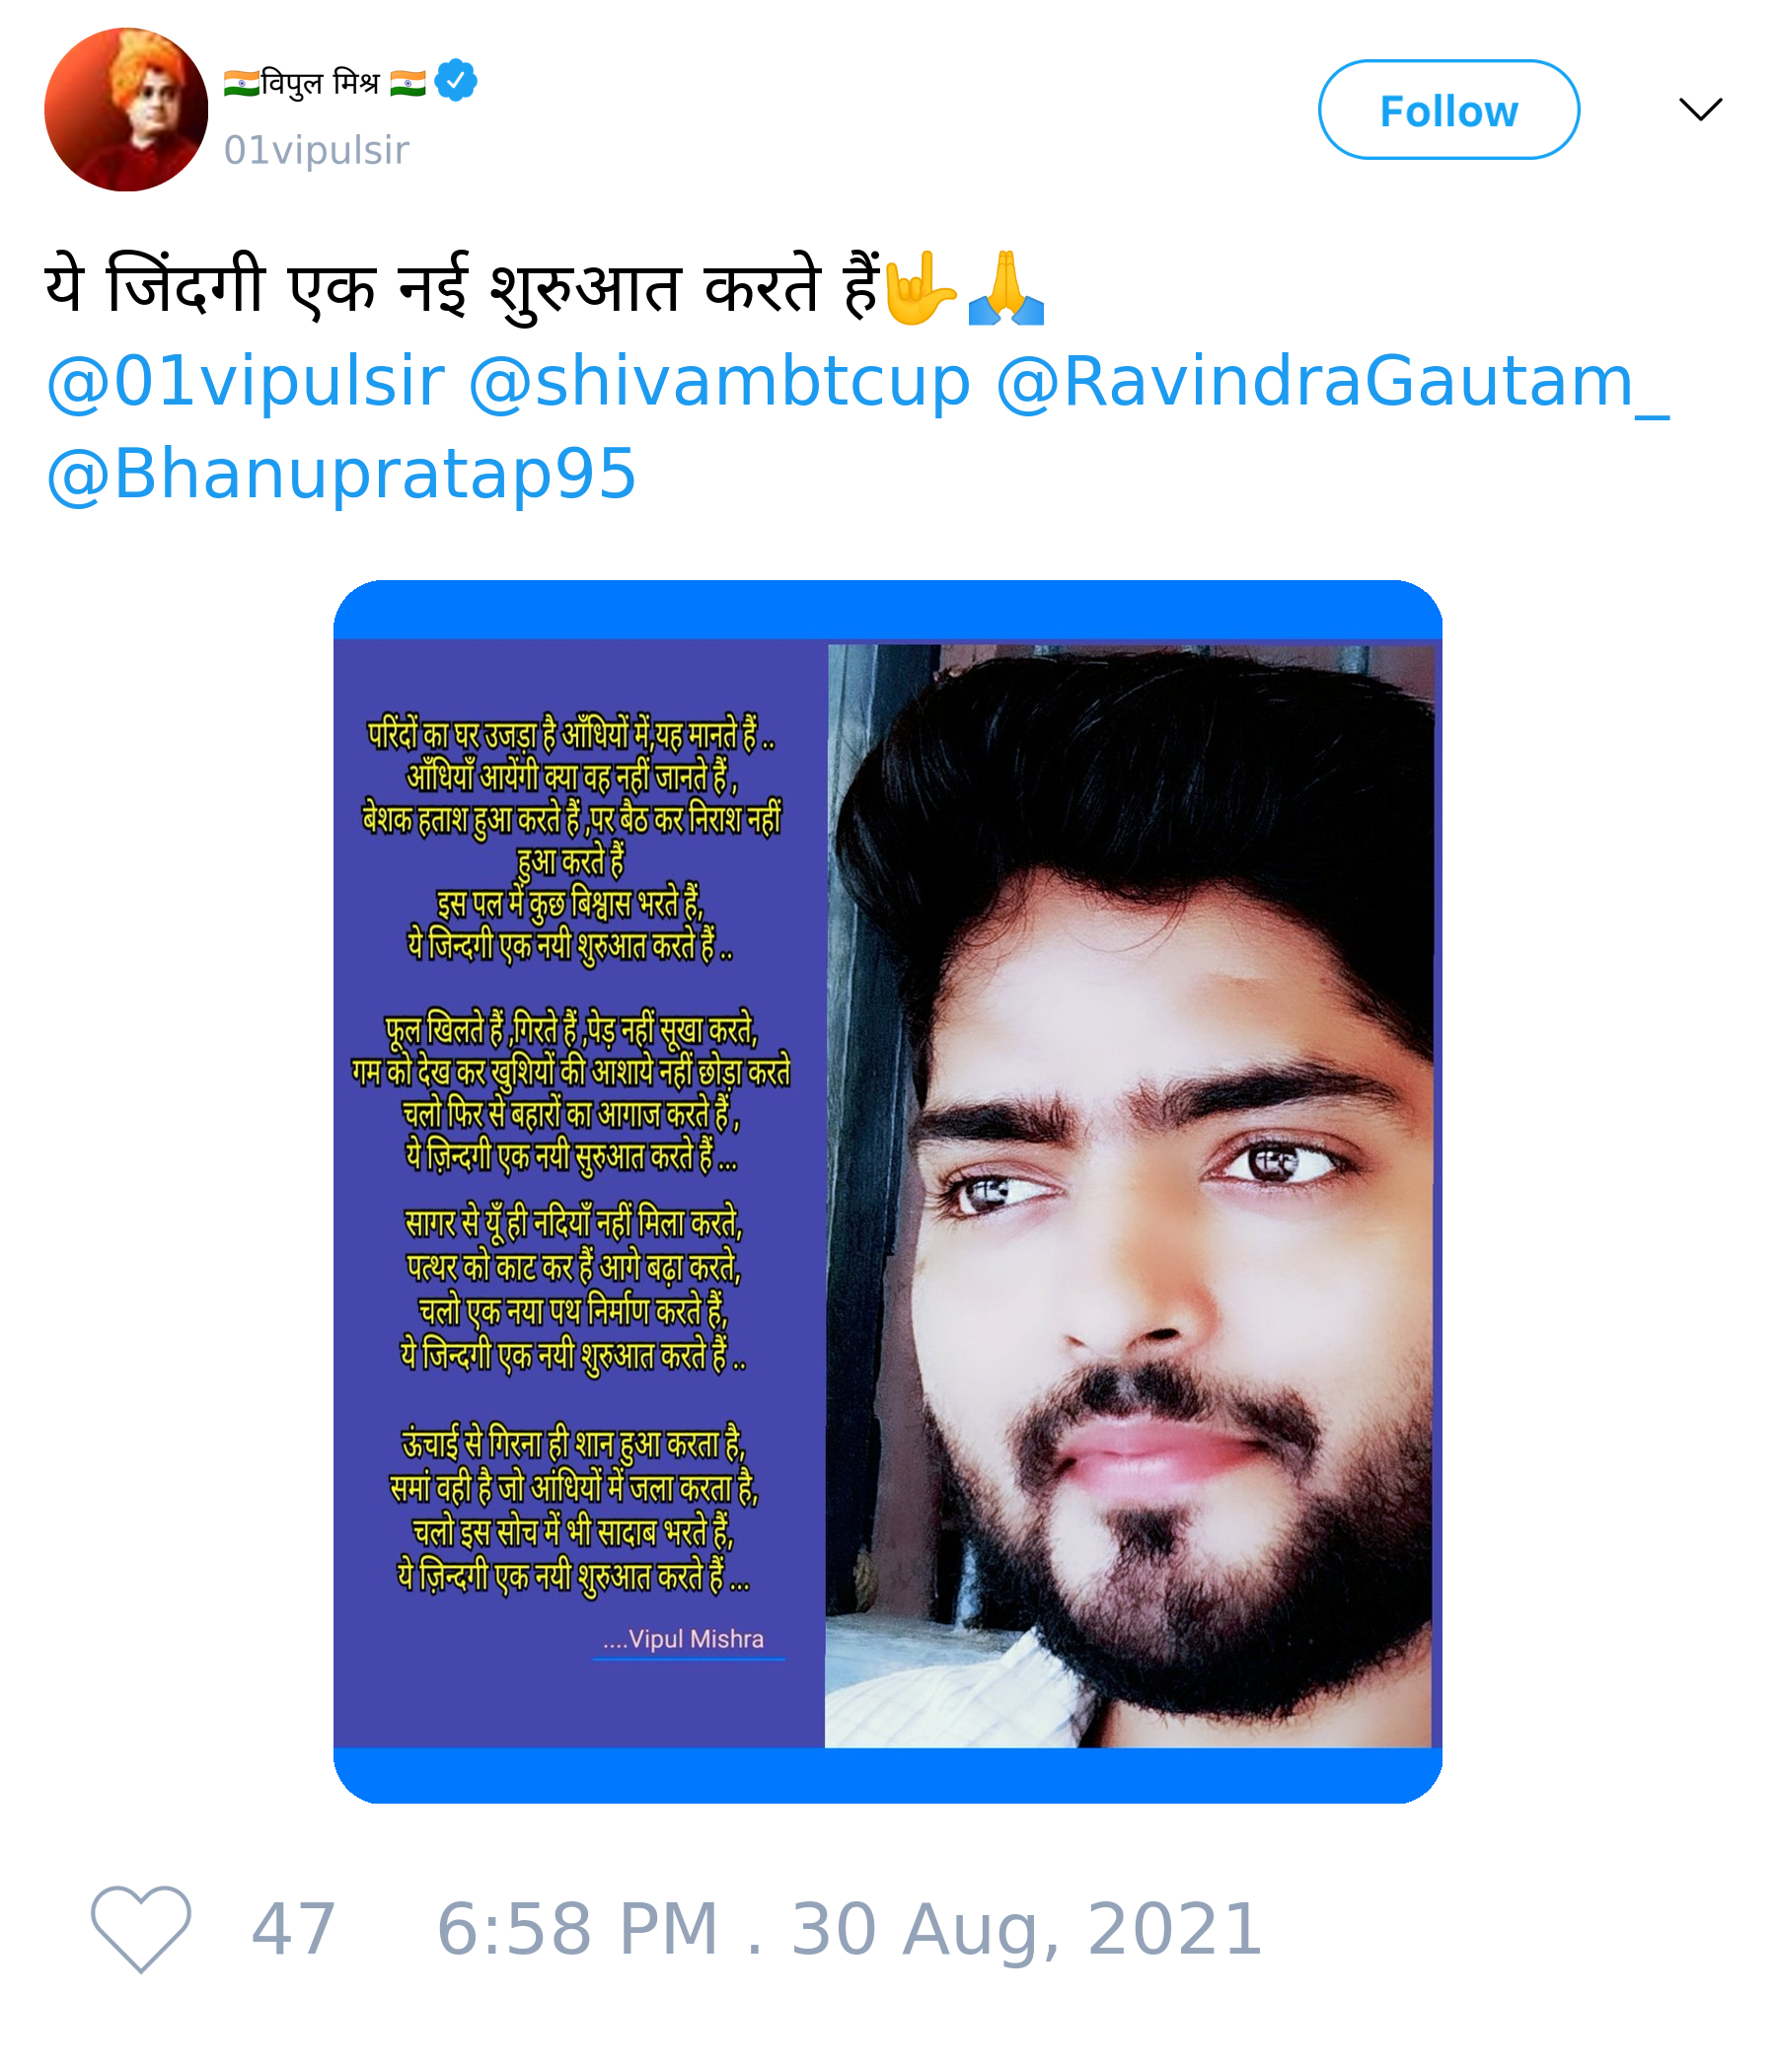 🇮🇳विपुल मिश्र 🇮🇳
01vipulsir
Follow
ये जिंदगी एक नई शुरुआत करते हैं🤟🙏
@01vipulsir @shivambtcup @RavindraGautam_
@Bhanupratap95
परिंदों का घर उजड़ा है आँधियों में,यह मानते हैं ..
आँधियाँ आयेंगी क्या वह नहीं जानते हैं ,
बेशक हताश हुआ करते हैं ,पर बैठ कर निराश नहीं
हुआ करते हैं
इस पल में कुछ बिश्वास भरते हैं,
ये जिन्दगी एक नयी शुरुआत करते हैं ..
फूल खिलते हैं ,गिरते हैं ,पेड़ नहीं सूखा करते,
गम को देख कर खुशियों की आशाये नहीं छोड़ा करते
चलो फिर से बहारों का आगाज करते हैं ,
ये ज़िन्दगी एक नयी सुरुआत करते हैं ...
सागर से यूँ ही नदियाँ नहीं मिला करते,
पत्थर को काट कर हैं आगे बढ़ा करते,
चलो एक नया पथ निर्माण करते हैं,
ये जिन्दगी एक नयी शुरुआत करते हैं ..
ऊंचाई से गिरना ही शान हुआ करता है,
समां वही है जो आंधियों में जला करता है,
चलो इस सोच में भी सादाब भरते हैं,
ये ज़िन्दगी एक नयी शुरुआत करते हैं ...
....Vipul Mishra
47 6:58 PM . 30 Aug, 2021